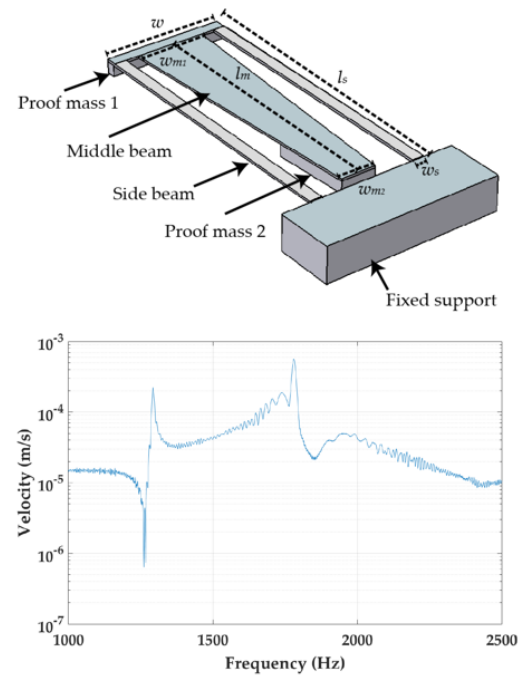 w
wm1
lm
ls
Proof mass 1
Middle beam
ws
Side beam
wm2
Proof mass 2
Fixed support
10-3
10-4
10-5
10-6
10-7
Velocity (m/s)
1000 1500 2000 2500
Frequency (Hz)